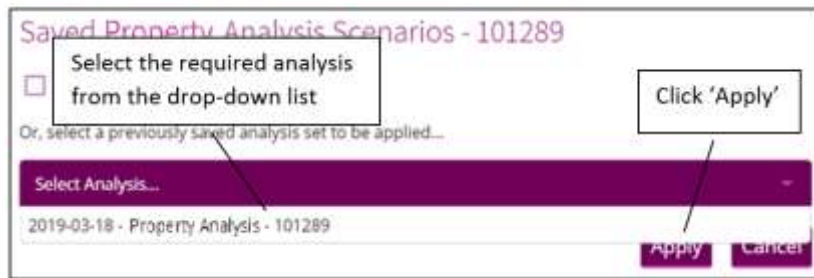 Saved Property Analysis Scenarios - 101289
Select the required analysis
from the drop-down list
Click 'Apply'
Or, select a previously saved analysis set to be applied...
Select Analysis...
2019-03-18 - Property Analysis - 101289
Apply Cancel